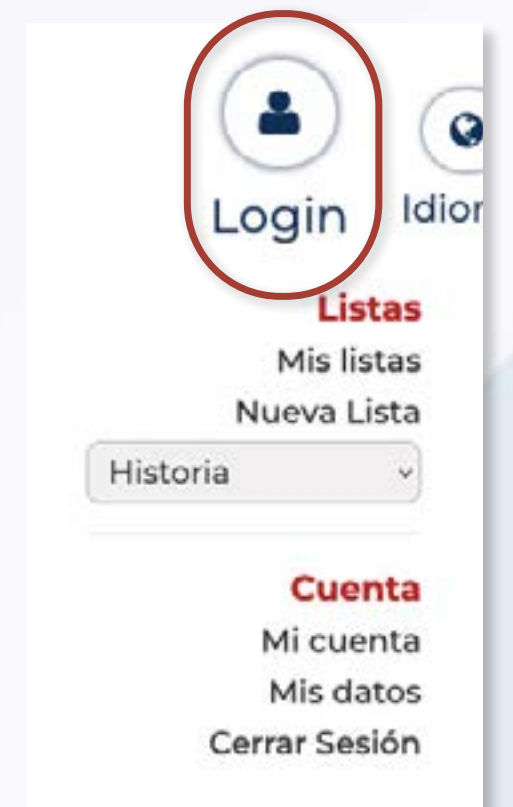 Login
Listas
Mis listas
Nueva Lista
Historia
Cuenta
Mi cuenta
Mis datos
Cerrar Sesión